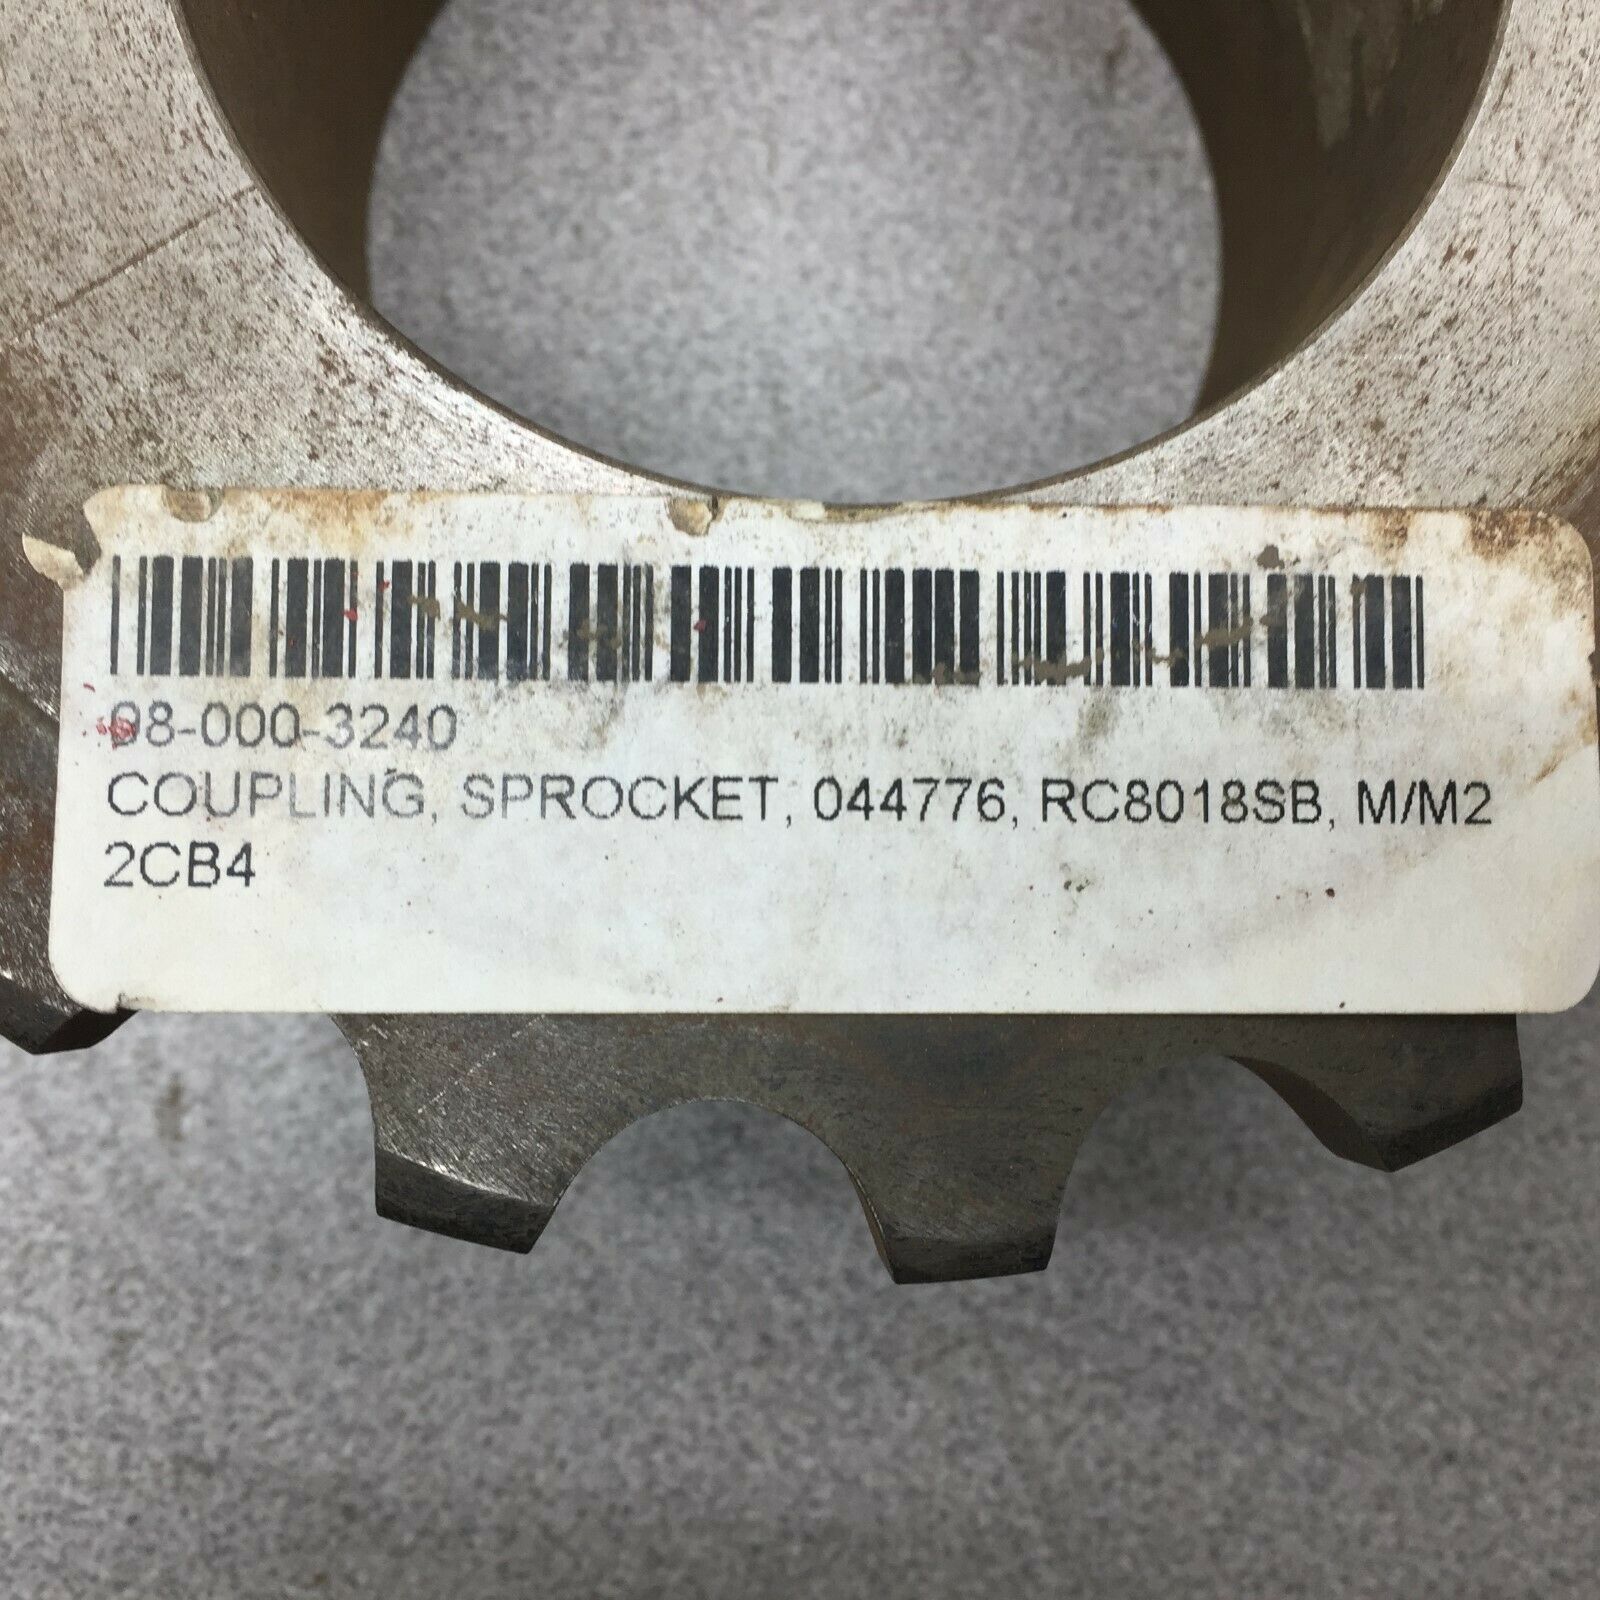 98-000-3240
COUPLING, SPROCKET, 044776, RC8018SB, M/M2
2CB4